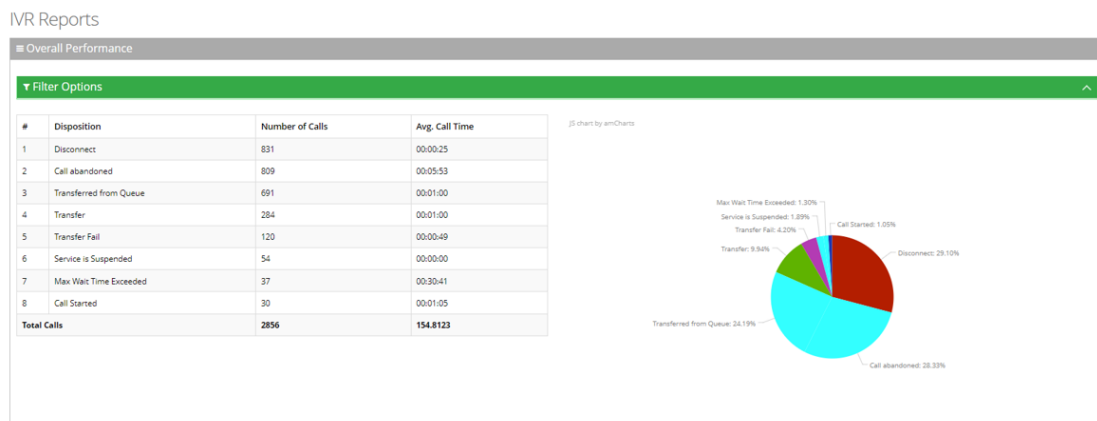 IVR Reports
Overall Performance
Filter Options
# Disposition Number of Calls Avg. Call Time
1 Disconnect 831 00:00:25
2 Call abandoned 809 00:05:53
3 Transferred from Queue 691 00:01:00
4 Transfer 284 00:01:00
5 Transfer Fail 120 00:00:49
6 Service is Suspended 54 00:00:00
7 Max Wait Time Exceeded 37 00:30:41
8 Call Started 30 00:01:05
Total Calls 2856 154.8123
JS chart by amCharts
Max Wait Time Exceeded: 1.30%
Service is Suspended: 1.89%
Call Started: 1.05%
Transfer Fail: 4.20%
Transfer: 9.94%
Disconnect: 29.10%
Transferred from Queue: 24.19%
Call abandoned: 28.33%